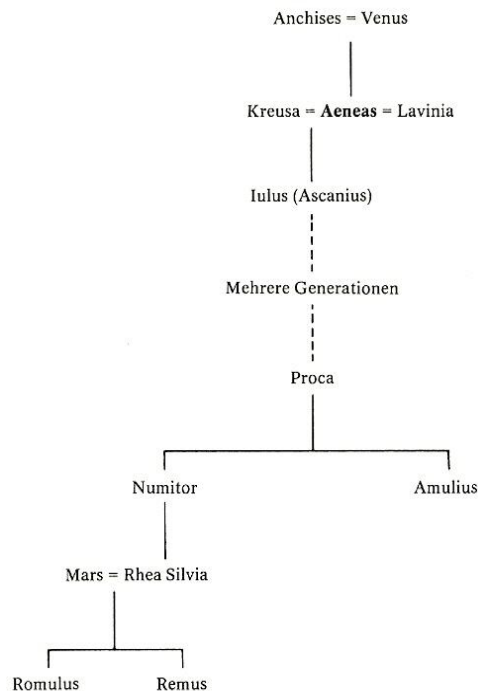 Anchises = Venus
Kreusa = Aeneas = Lavinia
Iulus (Ascanius)
Mehrere Generationen
Proca
Numitor Amulius
Mars = Rhea Silvia
Romulus Remus